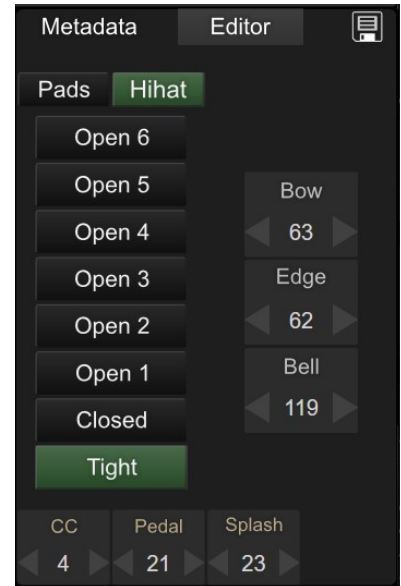 Metadata Editor
Pads Hihat
Open 6
Open 5
Open 4
Open 3
Open 2
Open 1
Closed
Tight
Bow
63
Edge
62
Bell
119
CC Pedal Splash
4 21 23